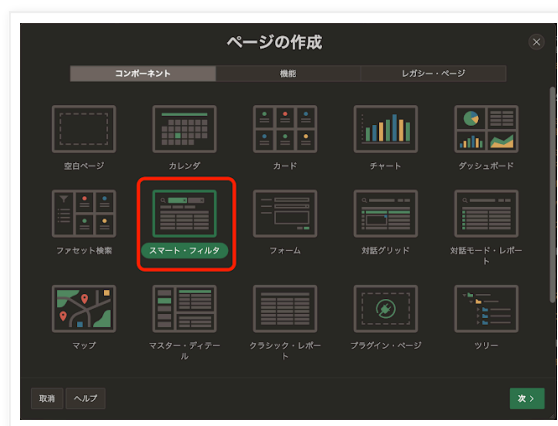 ページの作成
コンポーネント
機能
レガシー・ページ
空白ページ
カレンダ
カード
チャート
ダッシュボード
ファセット検索
スマート・フィルタ
フォーム
対話グリッド
対話モード・レポー
ト
マップ
マスター・ディテー
ル
クラシック・レポー
ト
プラグイン・ページ
ツリー
取消
ヘルプ
次 >